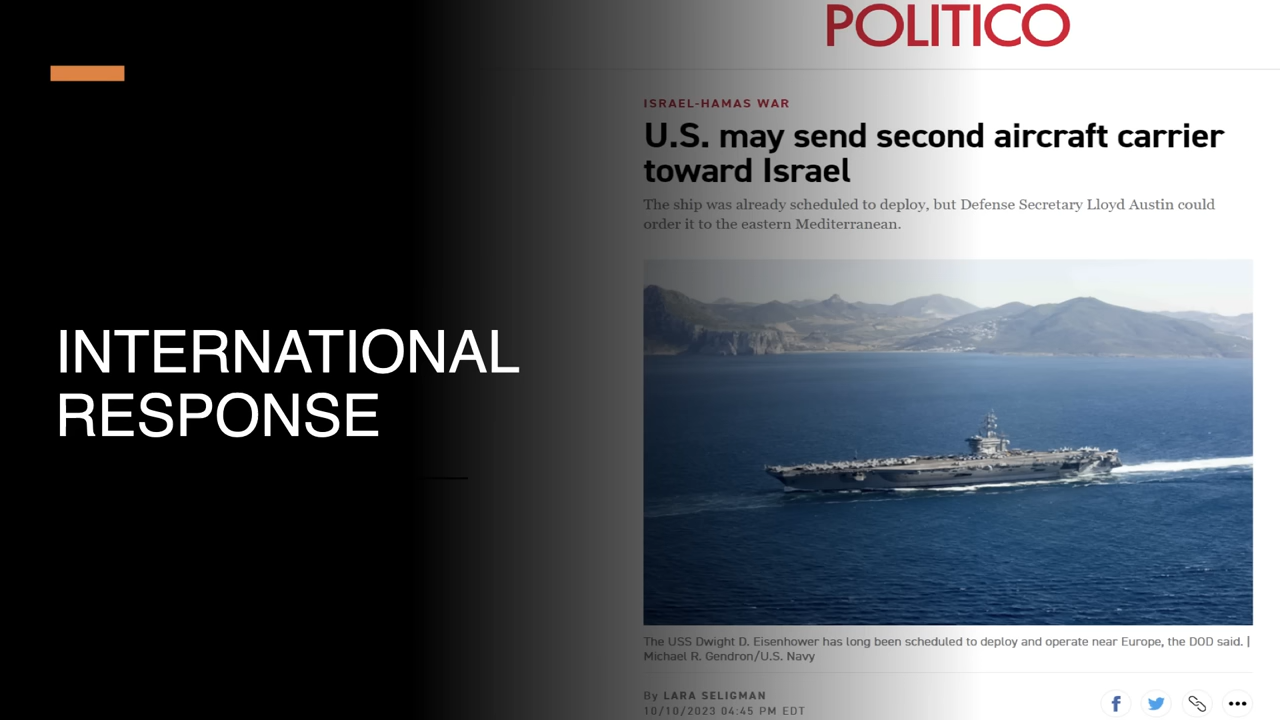 POLITICO
ISRAEL-HAMAS WAR
U.S. may send second aircraft carrier
toward Israel
The ship was already scheduled to deploy, but Defense Secretary Lloyd Austin could
order it to the eastern Mediterranean.
INTERNATIONAL
RESPONSE
The USS Dwight D. Eisenhower has long been scheduled to deploy and operate near Europe, the DOD said. |
Michael R. Gendron/U.S. Navy
By LARA SELIGMAN
10/10/2023 04:45 PM EDT